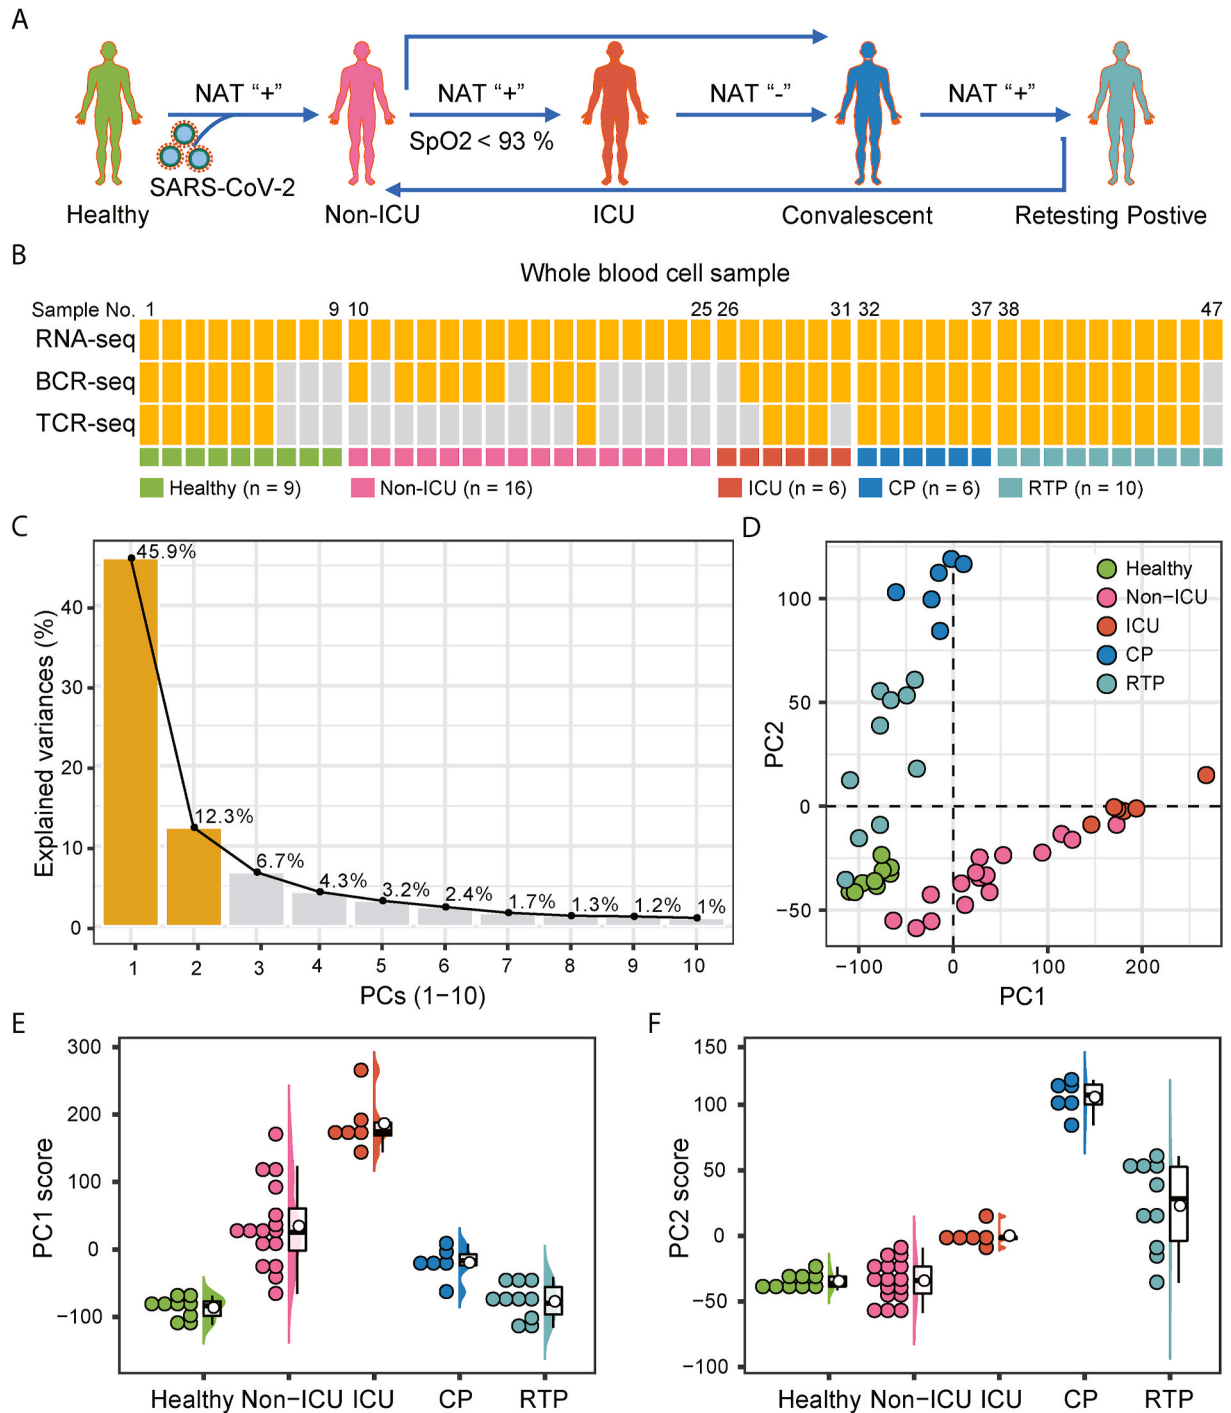 A
NAT “+”
NAT “+”
NAT “-”
NAT “+”
SpO2 < 93 %
SARS-CoV-2
Healthy
Non-ICU
ICU
Convalescent
Retesting Postive
B
Whole blood cell sample
Sample No. 1 9 10 25 26 31 32 37 38 47
RNA-seq
BCR-seq
TCR-seq
Healthy (n = 9)
Non-ICU (n = 16)
ICU (n = 6)
CP (n = 6)
RTP (n = 10)
C
Explained variances (%)
40
30
20
10
0
45.9%
12.3%
6.7%
4.3%
3.2%
2.4%
1.7%
1.3%
1.2%
1%
1 2 3 4 5 6 7 8 9 10
PCs (1−10)
D
PC2
100
50
0
−50
Healthy
Non−ICU
ICU
CP
RTP
−100 0 100 200
PC1
E
PC1 score
300
200
100
0
−100
Healthy Non−ICU ICU CP RTP
F
PC2 score
150
100
50
0
−50
−100
Healthy Non−ICU ICU CP RTP